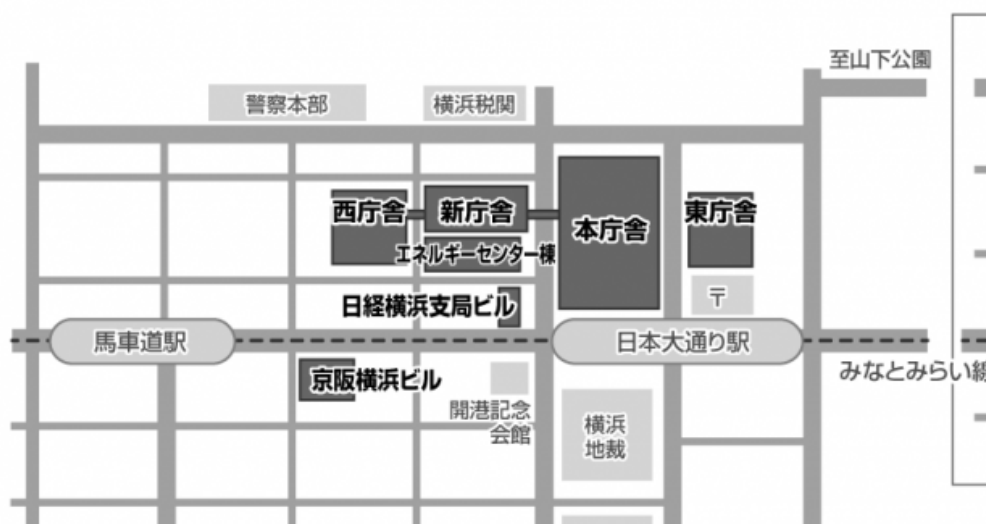 至山下公園
警察本部
横浜税関
西庁舎
新庁舎
本庁舎
東庁舎
エネルギーセンター棟
〒
日経横浜支局ビル
馬車道駅
日本大通り駅
みなとみらい線
京阪横浜ビル
開港記念
会館
横浜
地裁